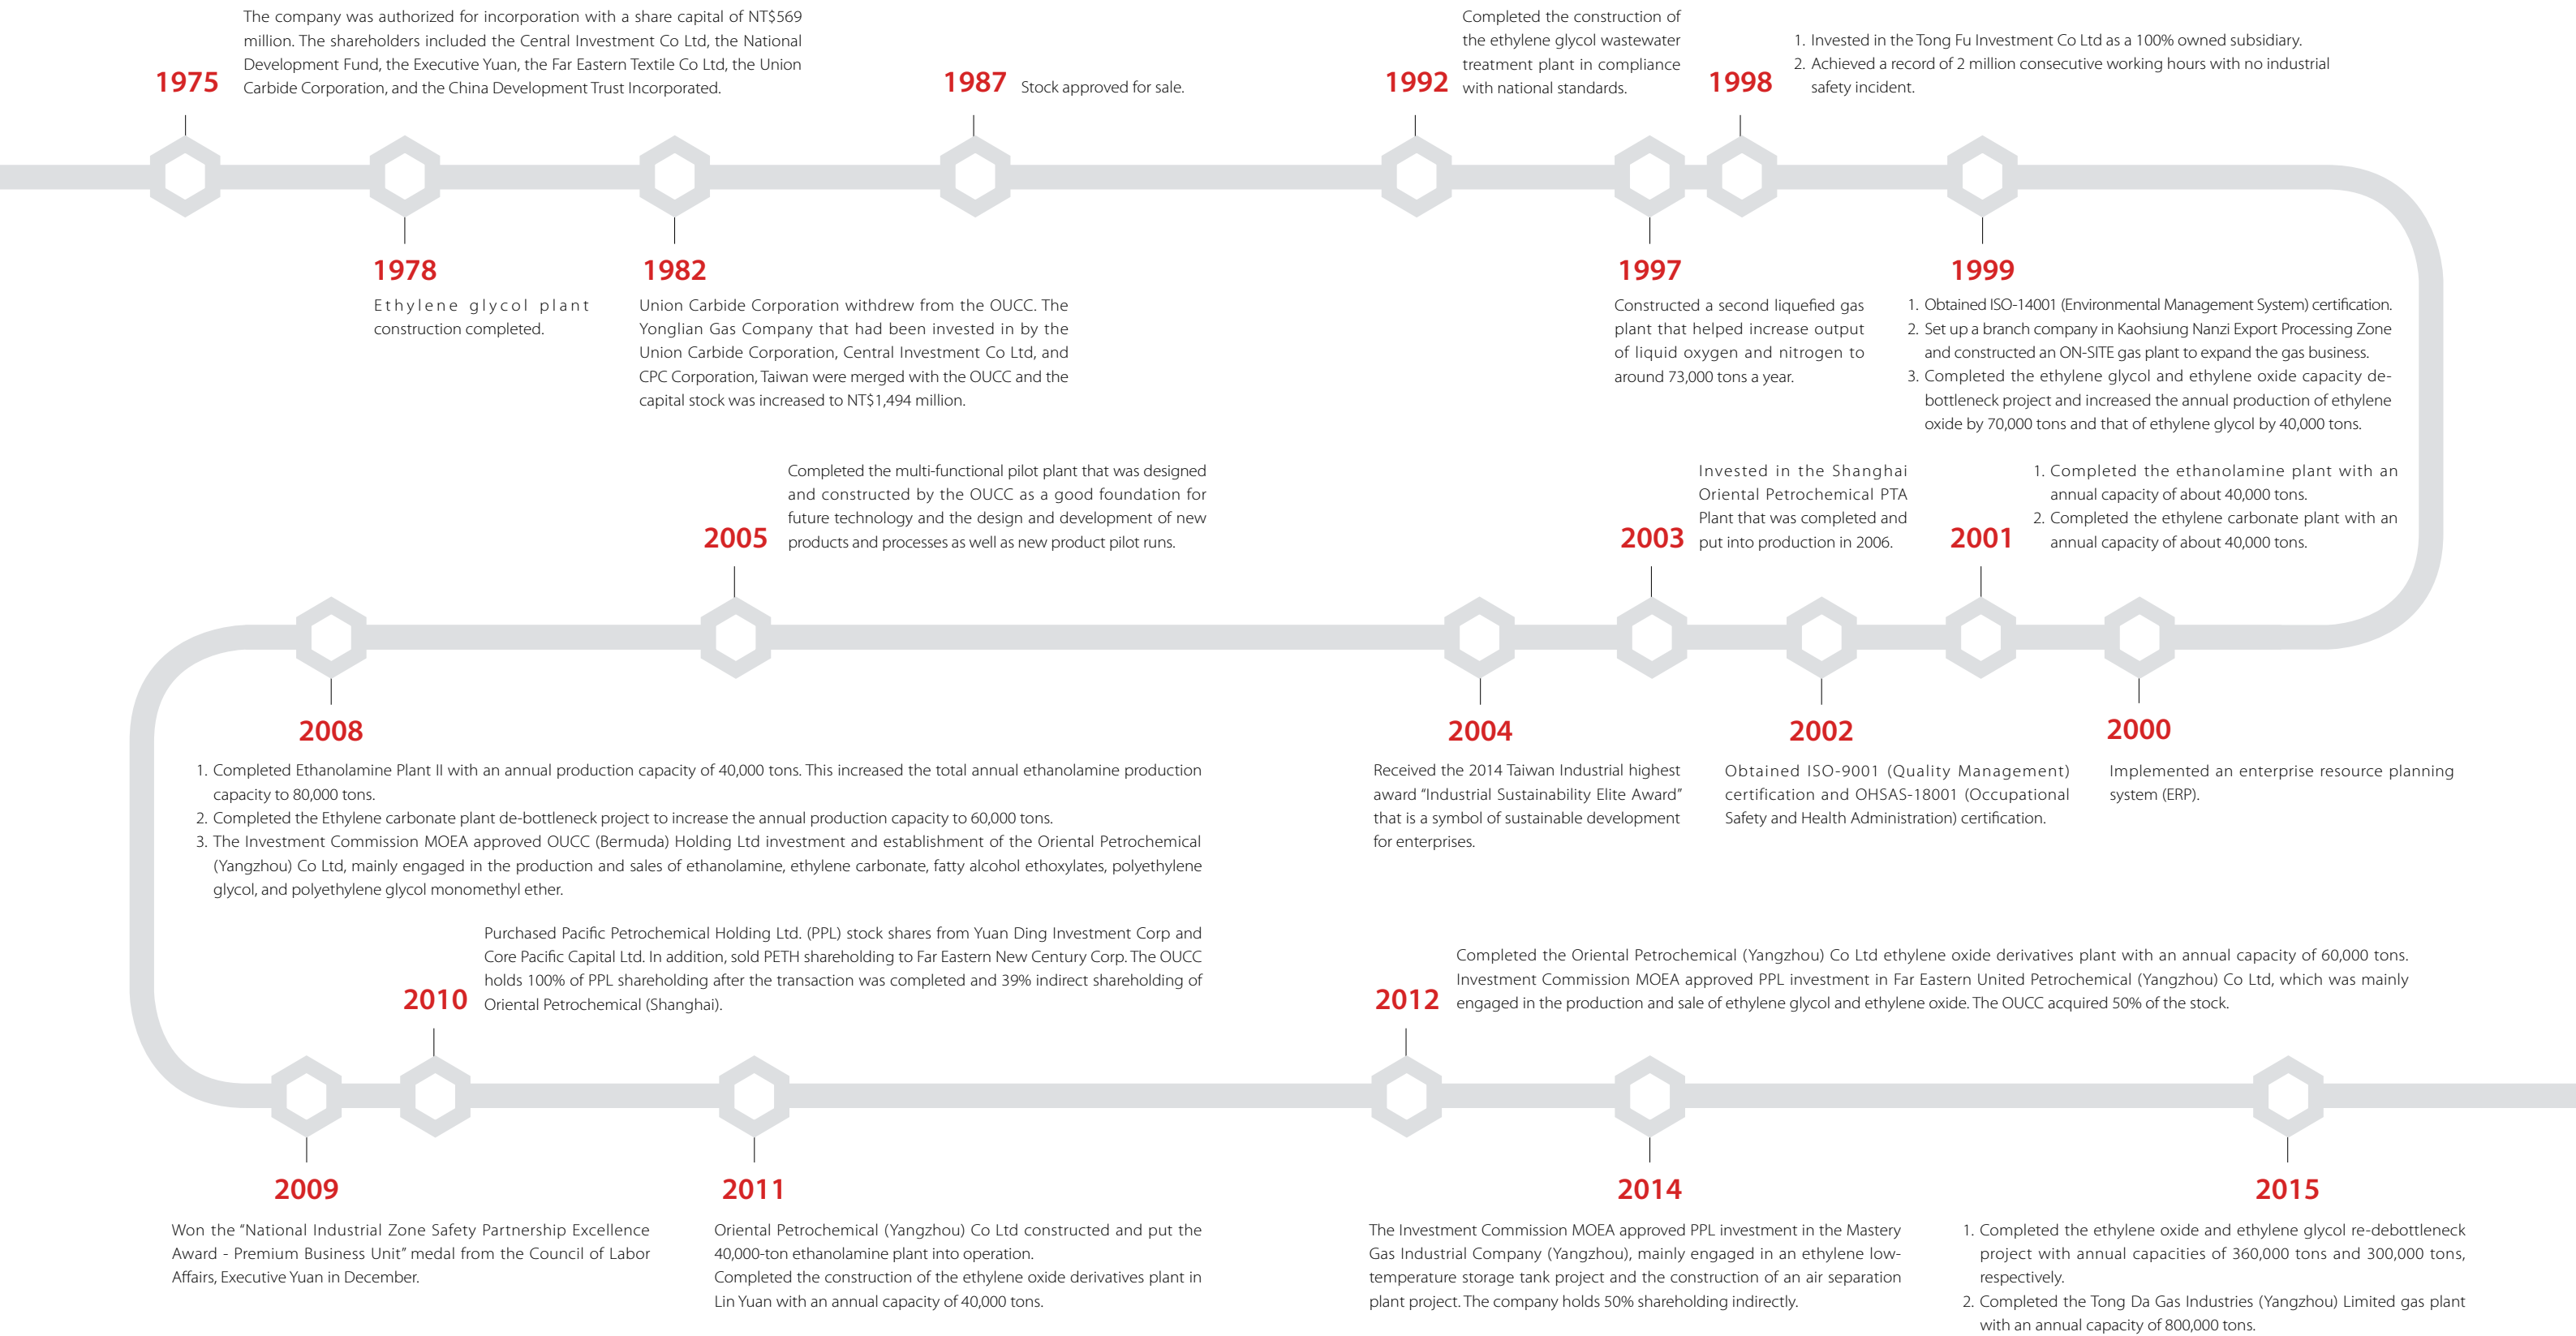 1975
The company was authorized for incorporation with a share capital of NT$569
million. The shareholders included the Central Investment Co Ltd, the National
Development Fund, the Executive Yuan, the Far Eastern Textile Co Ltd, the Union
Carbide Corporation, and the China Development Trust Incorporated.
1978
Ethylene glycol plant
construction completed.
1982
Union Carbide Corporation withdrew from the OUCC. The
Yonglian Gas Company that had been invested in by the
Union Carbide Corporation, Central Investment Co Ltd, and
CPC Corporation, Taiwan were merged with the OUCC and the
capital stock was increased to NT$1,494 million.
1987
Stock approved for sale.
1992
Completed the construction of
the ethylene glycol wastewater
treatment plant in compliance
with national standards.
1997
Constructed a second liquefied gas
plant that helped increase output
of liquid oxygen and nitrogen to
around 73,000 tons a year.
1998
1. Invested in the Tong Fu Investment Co Ltd as a 100% owned subsidiary.
2. Achieved a record of 2 million consecutive working hours with no industrial
safety incident.
1999
1. Obtained ISO-14001 (Environmental Management System) certification.
2. Set up a branch company in Kaohsiung Nanzi Export Processing Zone
and constructed an ON-SITE gas plant to expand the gas business.
3. Completed the ethylene glycol and ethylene oxide capacity de-
bottleneck project and increased the annual production of ethylene
oxide by 70,000 tons and that of ethylene glycol by 40,000 tons.
2000
Implemented an enterprise resource planning
system (ERP).
2001
1. Completed the ethanolamine plant with an
annual capacity of about 40,000 tons.
2. Completed the ethylene carbonate plant with an
annual capacity of about 40,000 tons.
2002
Obtained ISO-9001 (Quality Management)
certification and OHSAS-18001 (Occupational
Safety and Health Administration) certification.
2003
Invested in the Shanghai
Oriental Petrochemical PTA
Plant that was completed and
put into production in 2006.
2004
Received the 2014 Taiwan Industrial highest
award “Industrial Sustainability Elite Award”
that is a symbol of sustainable development
for enterprises.
2005
Completed the multi-functional pilot plant that was designed
and constructed by the OUCC as a good foundation for
future technology and the design and development of new
products and processes as well as new product pilot runs.
2008
1. Completed Ethanolamine Plant II with an annual production capacity of 40,000 tons. This increased the total annual ethanolamine production
capacity to 80,000 tons.
2. Completed the Ethylene carbonate plant de-bottleneck project to increase the annual production capacity to 60,000 tons.
3. The Investment Commission MOEA approved OUCC (Bermuda) Holding Ltd investment and establishment of the Oriental Petrochemical
(Yangzhou) Co Ltd, mainly engaged in the production and sales of ethanolamine, ethylene carbonate, fatty alcohol ethoxylates, polyethylene
glycol, and polyethylene glycol monomethyl ether.
2009
Won the “National Industrial Zone Safety Partnership Excellence
Award - Premium Business Unit” medal from the Council of Labor
Affairs, Executive Yuan in December.
2010
Purchased Pacific Petrochemical Holding Ltd. (PPL) stock shares from Yuan Ding Investment Corp and
Core Pacific Capital Ltd. In addition, sold PETH shareholding to Far Eastern New Century Corp. The OUCC
holds 100% of PPL shareholding after the transaction was completed and 39% indirect shareholding of
Oriental Petrochemical (Shanghai).
2011
Oriental Petrochemical (Yangzhou) Co Ltd constructed and put the
40,000-ton ethanolamine plant into operation.
Completed the construction of the ethylene oxide derivatives plant in
Lin Yuan with an annual capacity of 40,000 tons.
2012
Completed the Oriental Petrochemical (Yangzhou) Co Ltd ethylene oxide derivatives plant with an annual capacity of 60,000 tons.
Investment Commission MOEA approved PPL investment in Far Eastern United Petrochemical (Yangzhou) Co Ltd, which was mainly
engaged in the production and sale of ethylene glycol and ethylene oxide. The OUCC acquired 50% of the stock.
2014
The Investment Commission MOEA approved PPL investment in the Mastery
Gas Industrial Company (Yangzhou), mainly engaged in an ethylene low-
temperature storage tank project and the construction of an air separation
plant project. The company holds 50% shareholding indirectly.
2015
1. Completed the ethylene oxide and ethylene glycol re-debottleneck
project with annual capacities of 360,000 tons and 300,000 tons,
respectively.
2. Completed the Tong Da Gas Industries (Yangzhou) Limited gas plant
with an annual capacity of 800,000 tons.